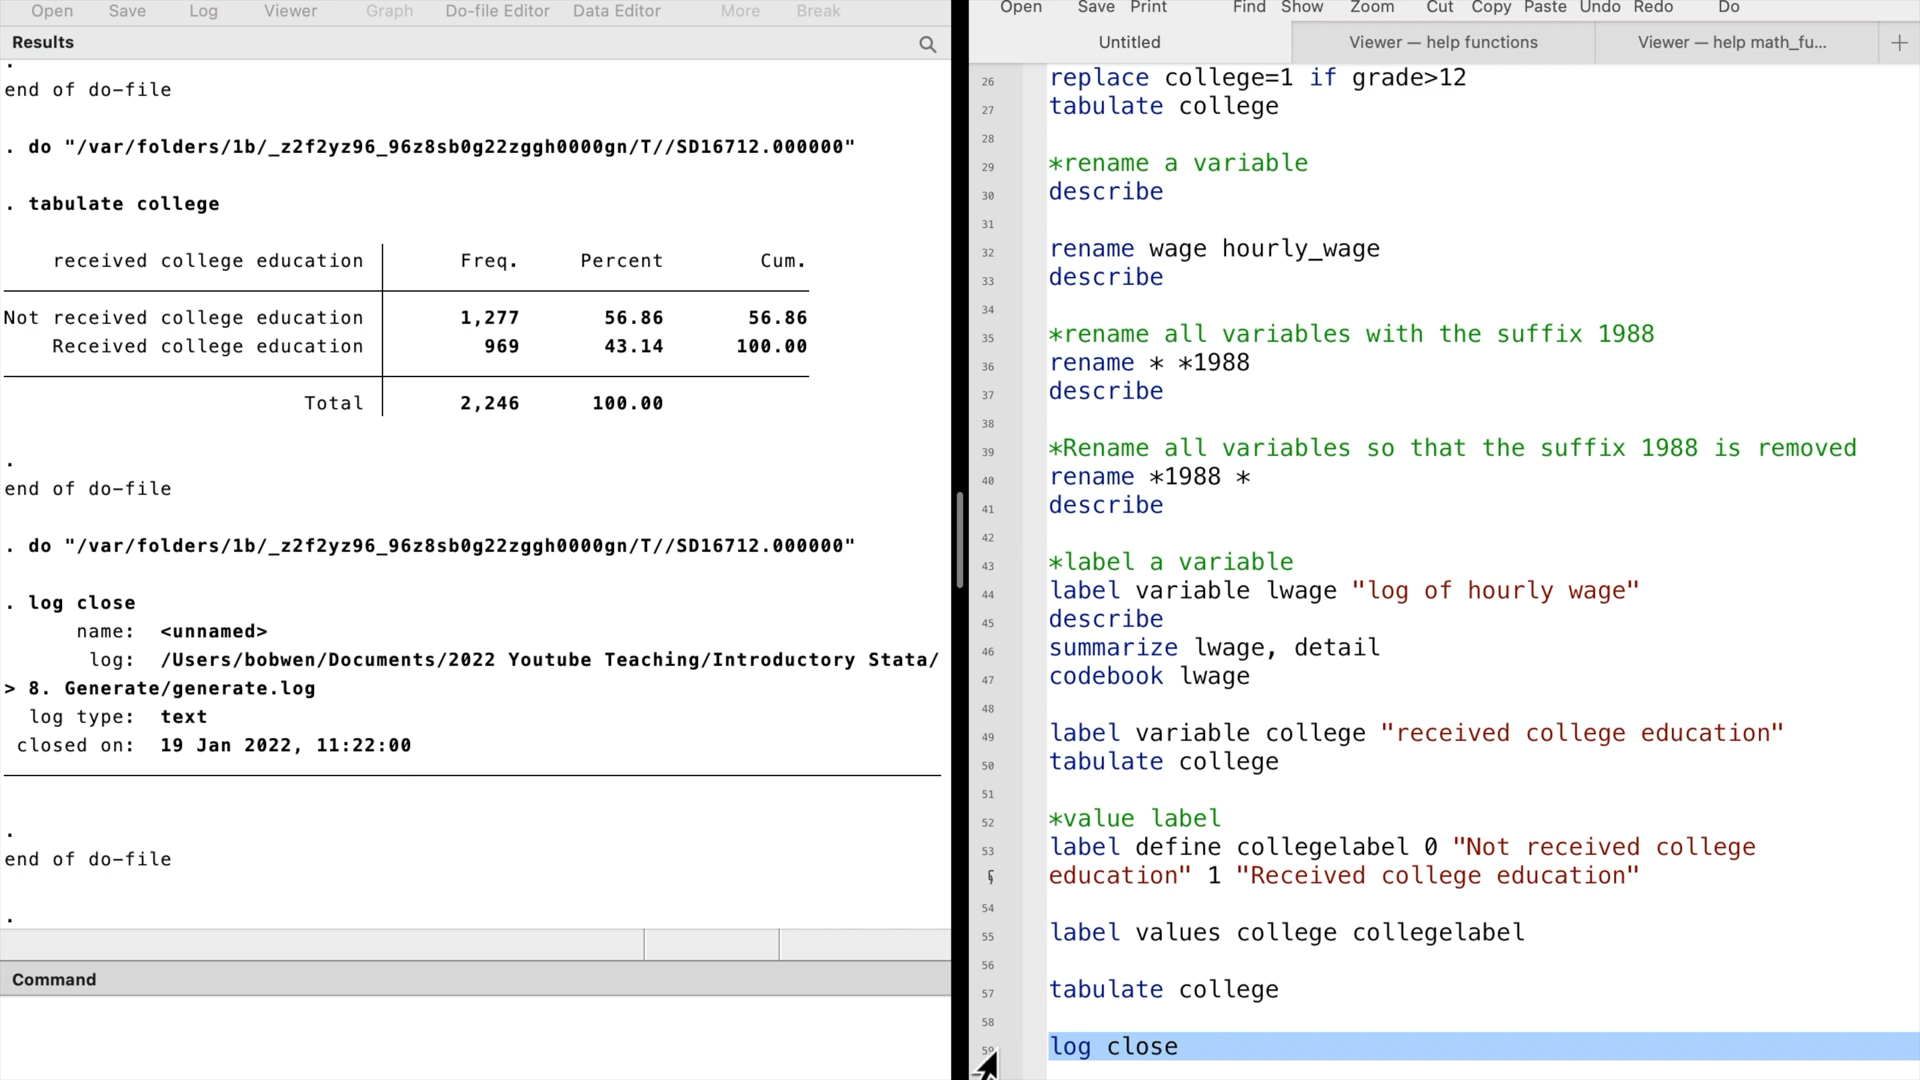 Open Save Log Viewer Graph Do-file Editor Data Editor More Break
Results
.
end of do-file
. do "/var/folders/1b/_z2f2yz96_96z8sb0g22zggh0000gn/T//SD16712.000000"
. tabulate college
received college education Freq. Percent Cum.
Not received college education 1,277 56.86 56.86
Received college education 969 43.14 100.00
Total 2,246 100.00
.
end of do-file
. do "/var/folders/1b/_z2f2yz96_96z8sb0g22zggh0000gn/T//SD16712.000000"
. log close
name: <unnamed>
log: /Users/bobwen/Documents/2022 Youtube Teaching/Introductory Stata/
> 8. Generate/generate.log
log type: text
closed on: 19 Jan 2022, 11:22:00
.
end of do-file
.
Command
Open Save Print Find Show Zoom Cut Copy Paste Undo Redo Do
Untitled Viewer — help functions Viewer — help math_fu... +
26 replace college=1 if grade>12
27 tabulate college
28
29 *rename a variable
30 describe
31
32 rename wage hourly_wage
33 describe
34
35 *rename all variables with the suffix 1988
36 rename * *1988
37 describe
38
39 *Rename all variables so that the suffix 1988 is removed
40 rename *1988 *
41 describe
42
43 *label a variable
44 label variable lwage "log of hourly wage"
45 describe
46 summarize lwage, detail
47 codebook lwage
48
49 label variable college "received college education"
50 tabulate college
51
52 *value label
53 label define collegelabel 0 "Not received college
education" 1 "Received college education"
54
55 label values college collegelabel
56
57 tabulate college
58
59 log close